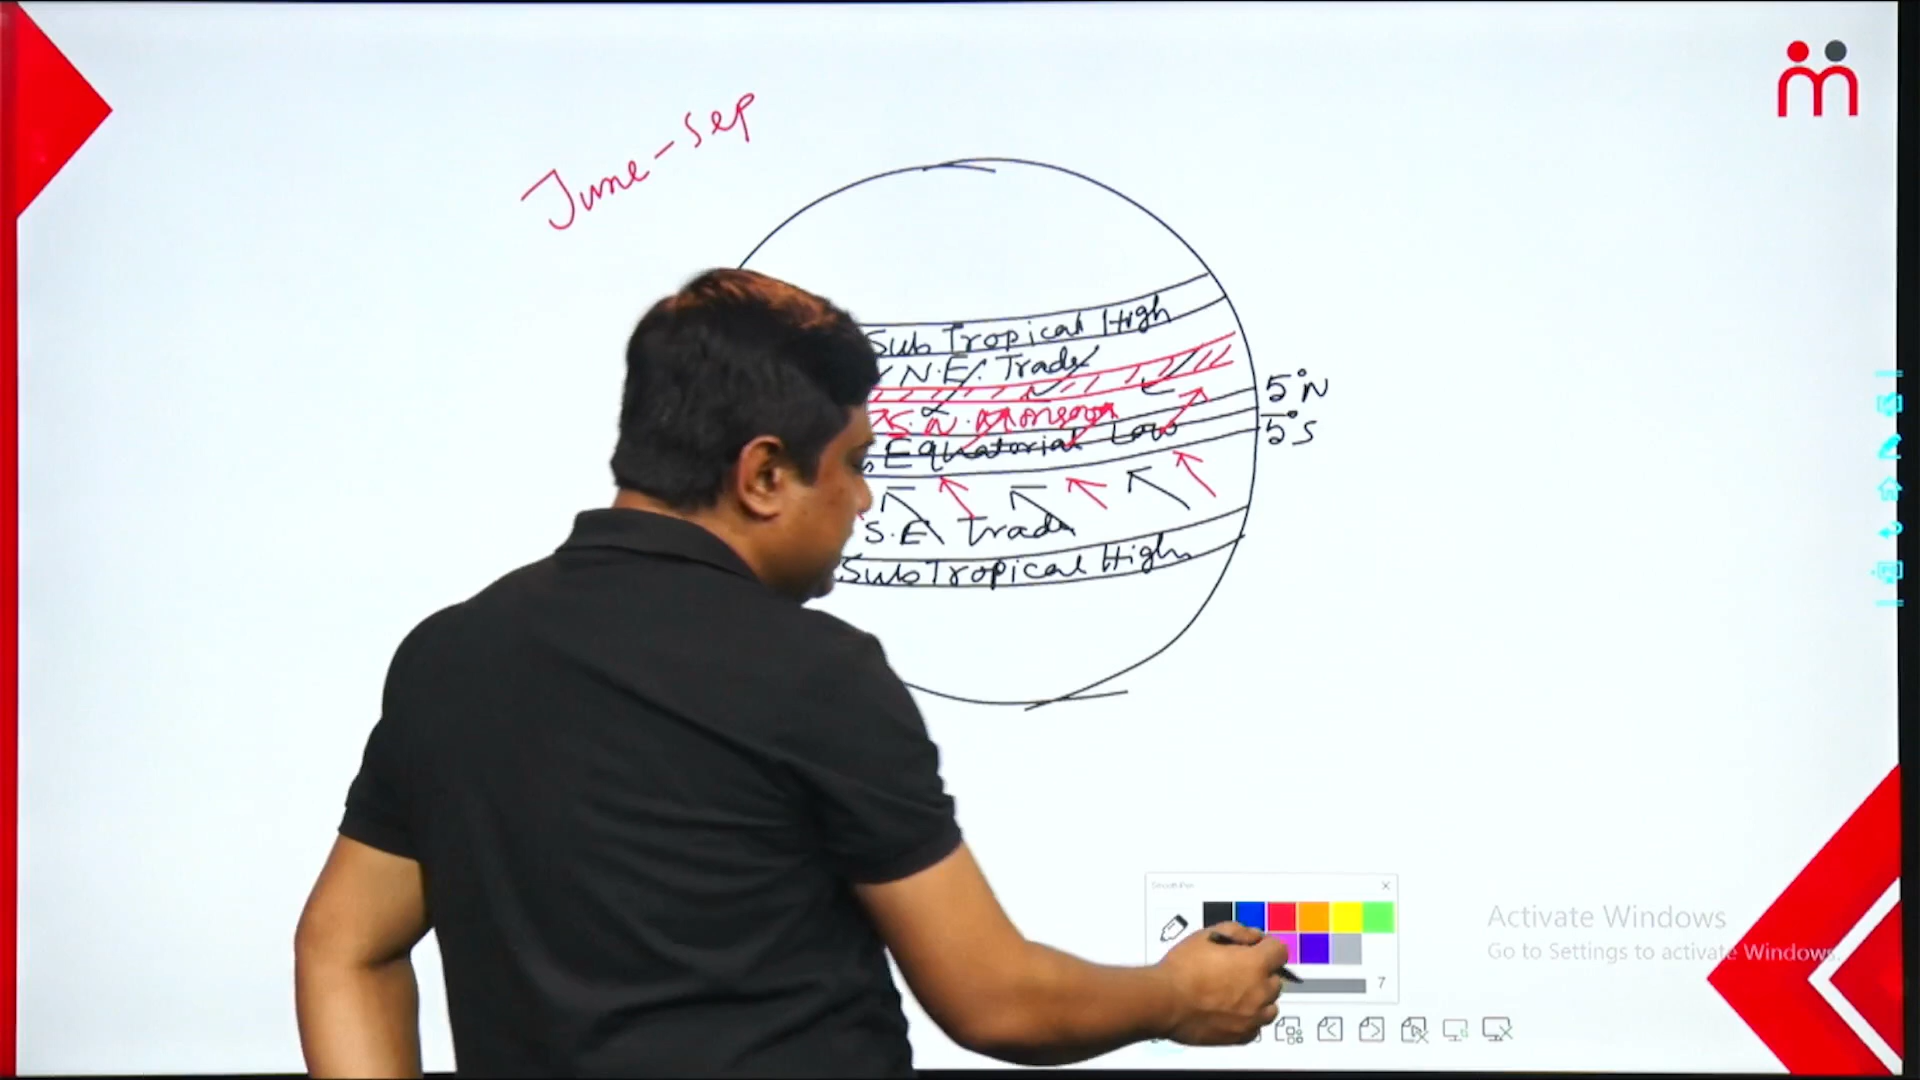 June - Sep
Sub Tropical High
N.E. Trade
5°N
S.W. Monsoon
Equatorial Low
5°S
S.E Trade
Sub Tropical High
7
Activate Windows
Go to Settings to activate Windows.